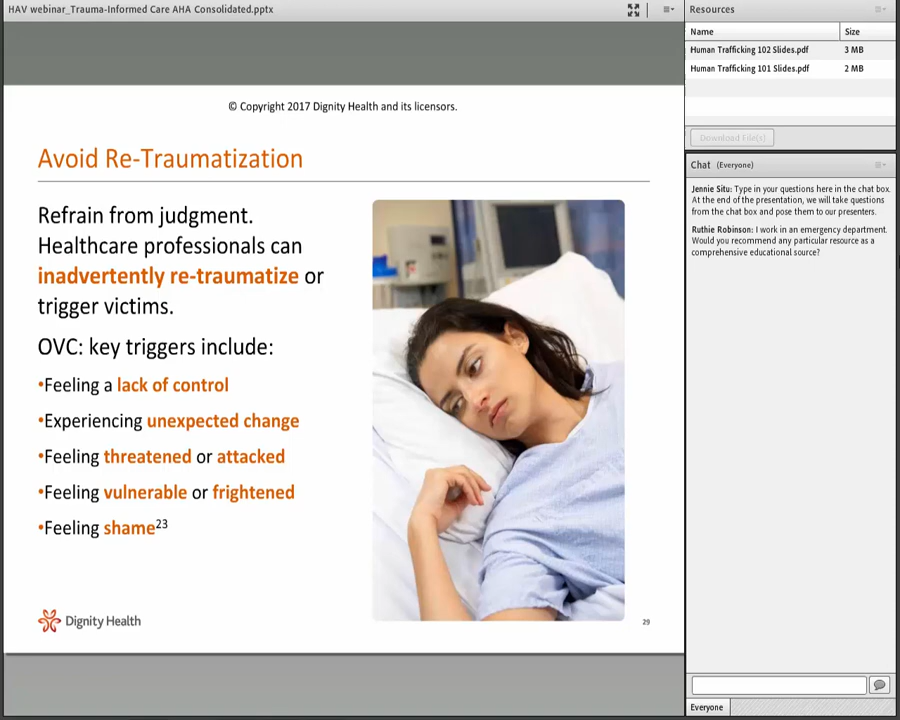 HAV webinar_Trauma-Informed Care AHA Consolidated.pptx
© Copyright 2017 Dignity Health and its licensors.
Avoid Re-Traumatization
Refrain from judgment.
Healthcare professionals can
inadvertently re-traumatize or
trigger victims.
OVC: key triggers include:
•Feeling a lack of control
•Experiencing unexpected change
•Feeling threatened or attacked
•Feeling vulnerable or frightened
•Feeling shame23
Dignity Health
29
Resources
Name Size
Human Trafficking 102 Slides.pdf 3 MB
Human Trafficking 101 Slides.pdf 2 MB
Download File(s)
Chat (Everyone)
Jennie Situ: Type in your questions here in the chat box.
At the end of the presentation, we will take questions
from the chat box and pose them to our presenters.
Ruthie Robinson: I work in an emergency department.
Would you recommend any particular resource as a
comprehensive educational source?
Everyone